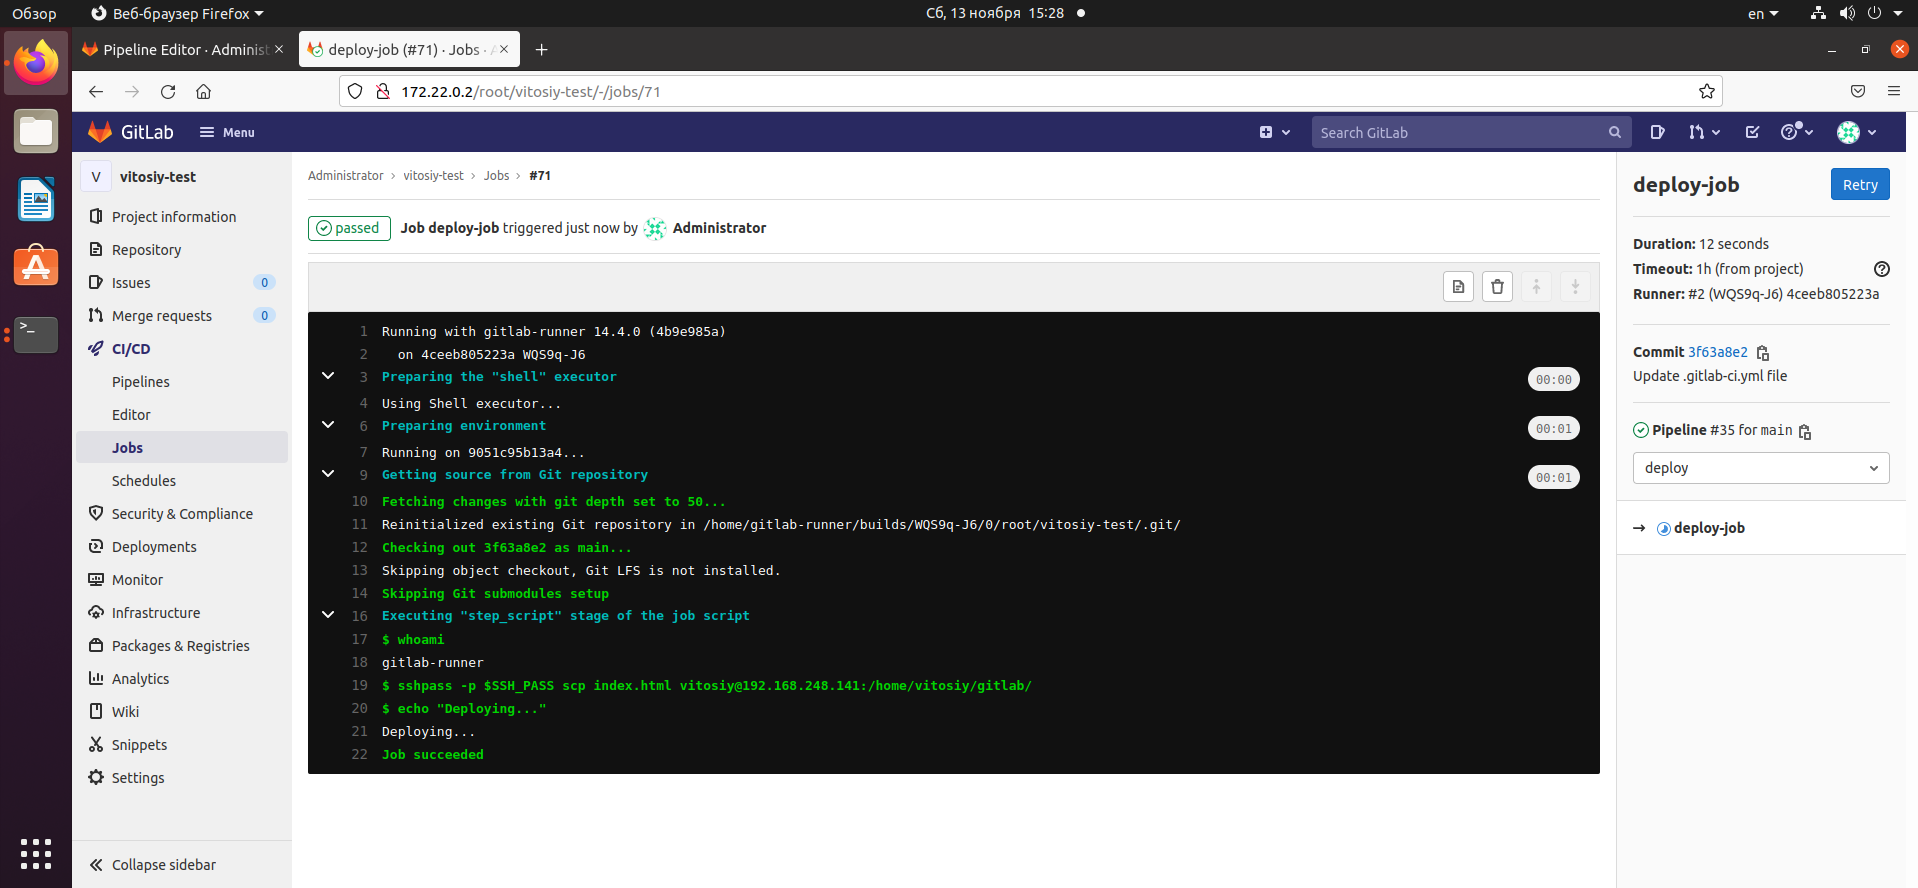 Обзор
Веб-браузер Firefox
Сб, 13 ноября 15:28
en
Pipeline Editor · Administ
deploy-job (#71) · Jobs ·
172.22.0.2/root/vitosiy-test/-/jobs/71
GitLab
Menu
Search GitLab
V
vitosiy-test
Project information
Repository
Issues 0
Merge requests 0
CI/CD
Pipelines
Editor
Jobs
Schedules
Security & Compliance
Deployments
Monitor
Infrastructure
Packages & Registries
Analytics
Wiki
Snippets
Settings
Collapse sidebar
Administrator › vitosiy-test › Jobs › #71
passed Job deploy-job triggered just now by Administrator
1 Running with gitlab-runner 14.4.0 (4b9e985a)
2 on 4ceeb805223a WQS9q-J6
3 Preparing the "shell" executor 00:00
4 Using Shell executor...
6 Preparing environment 00:01
7 Running on 9051c95b13a4...
9 Getting source from Git repository 00:01
10 Fetching changes with git depth set to 50...
11 Reinitialized existing Git repository in /home/gitlab-runner/builds/WQS9q-J6/0/root/vitosiy-test/.git/
12 Checking out 3f63a8e2 as main...
13 Skipping object checkout, Git LFS is not installed.
14 Skipping Git submodules setup
16 Executing "step_script" stage of the job script
17 $ whoami
18 gitlab-runner
19 $ sshpass -p $SSH_PASS scp index.html vitosiy@192.168.248.141:/home/vitosiy/gitlab/
20 $ echo "Deploying..."
21 Deploying...
22 Job succeeded
deploy-job
Retry
Duration: 12 seconds
Timeout: 1h (from project)
Runner: #2 (WQS9q-J6) 4ceeb805223a
Commit 3f63a8e2
Update .gitlab-ci.yml file
Pipeline #35 for main
deploy
→ deploy-job